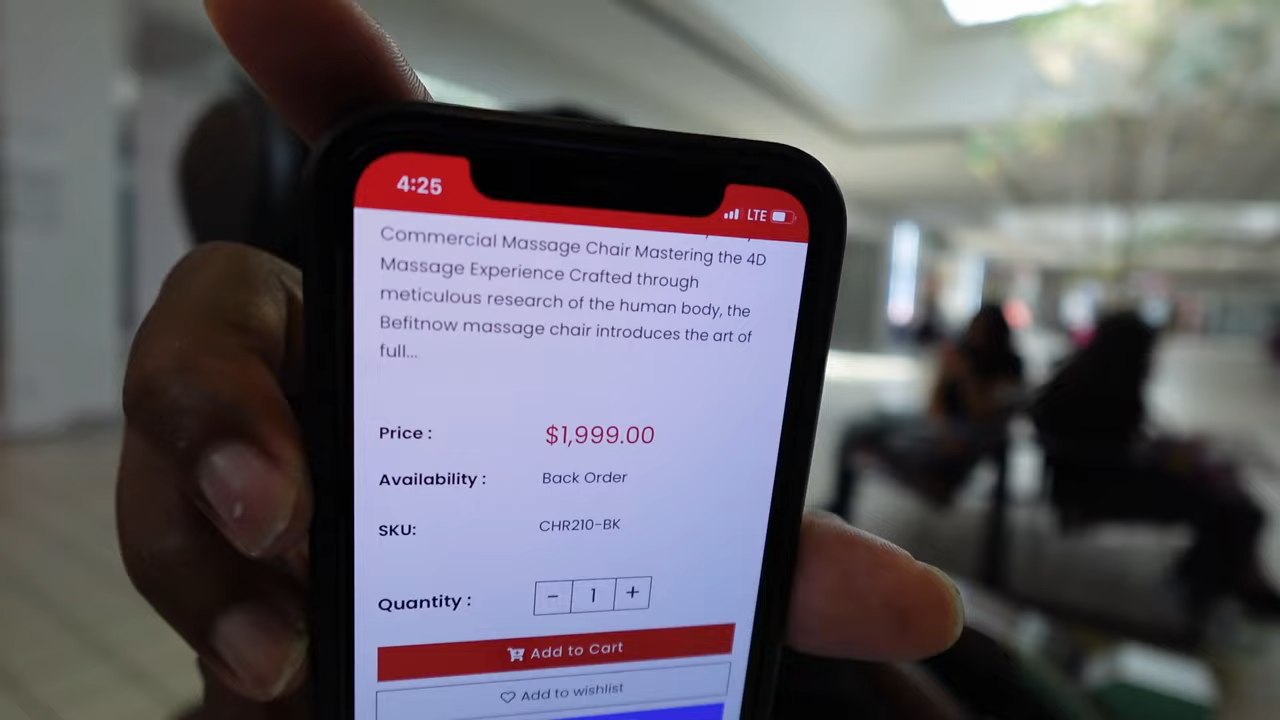 4:25
LTE
Commercial Massage Chair Mastering the 4D
Massage Experience Crafted through
meticulous research of the human body, the
Befitnow massage chair introduces the art of
full...
Price : $1,999.00
Availability : Back Order
SKU: CHR210-BK
Quantity : - 1 +
Add to Cart
Add to wishlist